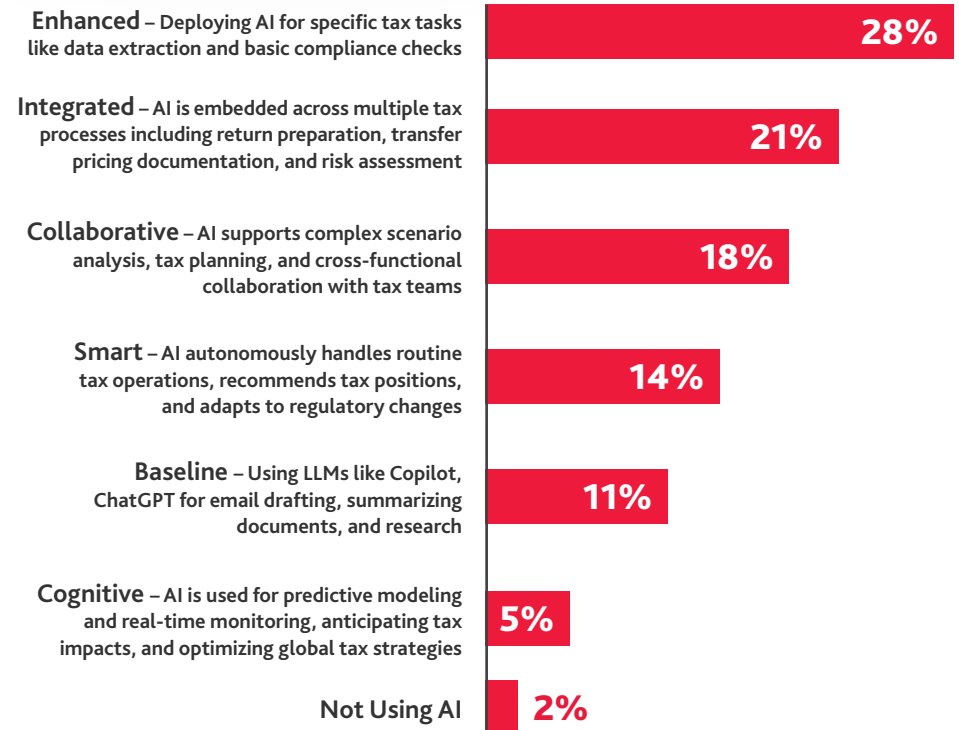 Enhanced – Deploying AI for specific tax tasks
like data extraction and basic compliance checks
28%
Integrated – AI is embedded across multiple tax
processes including return preparation, transfer
pricing documentation, and risk assessment
21%
Collaborative – AI supports complex scenario
analysis, tax planning, and cross-functional
collaboration with tax teams
18%
Smart – AI autonomously handles routine
tax operations, recommends tax positions,
and adapts to regulatory changes
14%
Baseline – Using LLMs like Copilot,
ChatGPT for email drafting, summarizing
documents, and research
11%
Cognitive – AI is used for predictive modeling
and real-time monitoring, anticipating tax
impacts, and optimizing global tax strategies
5%
Not Using AI
2%